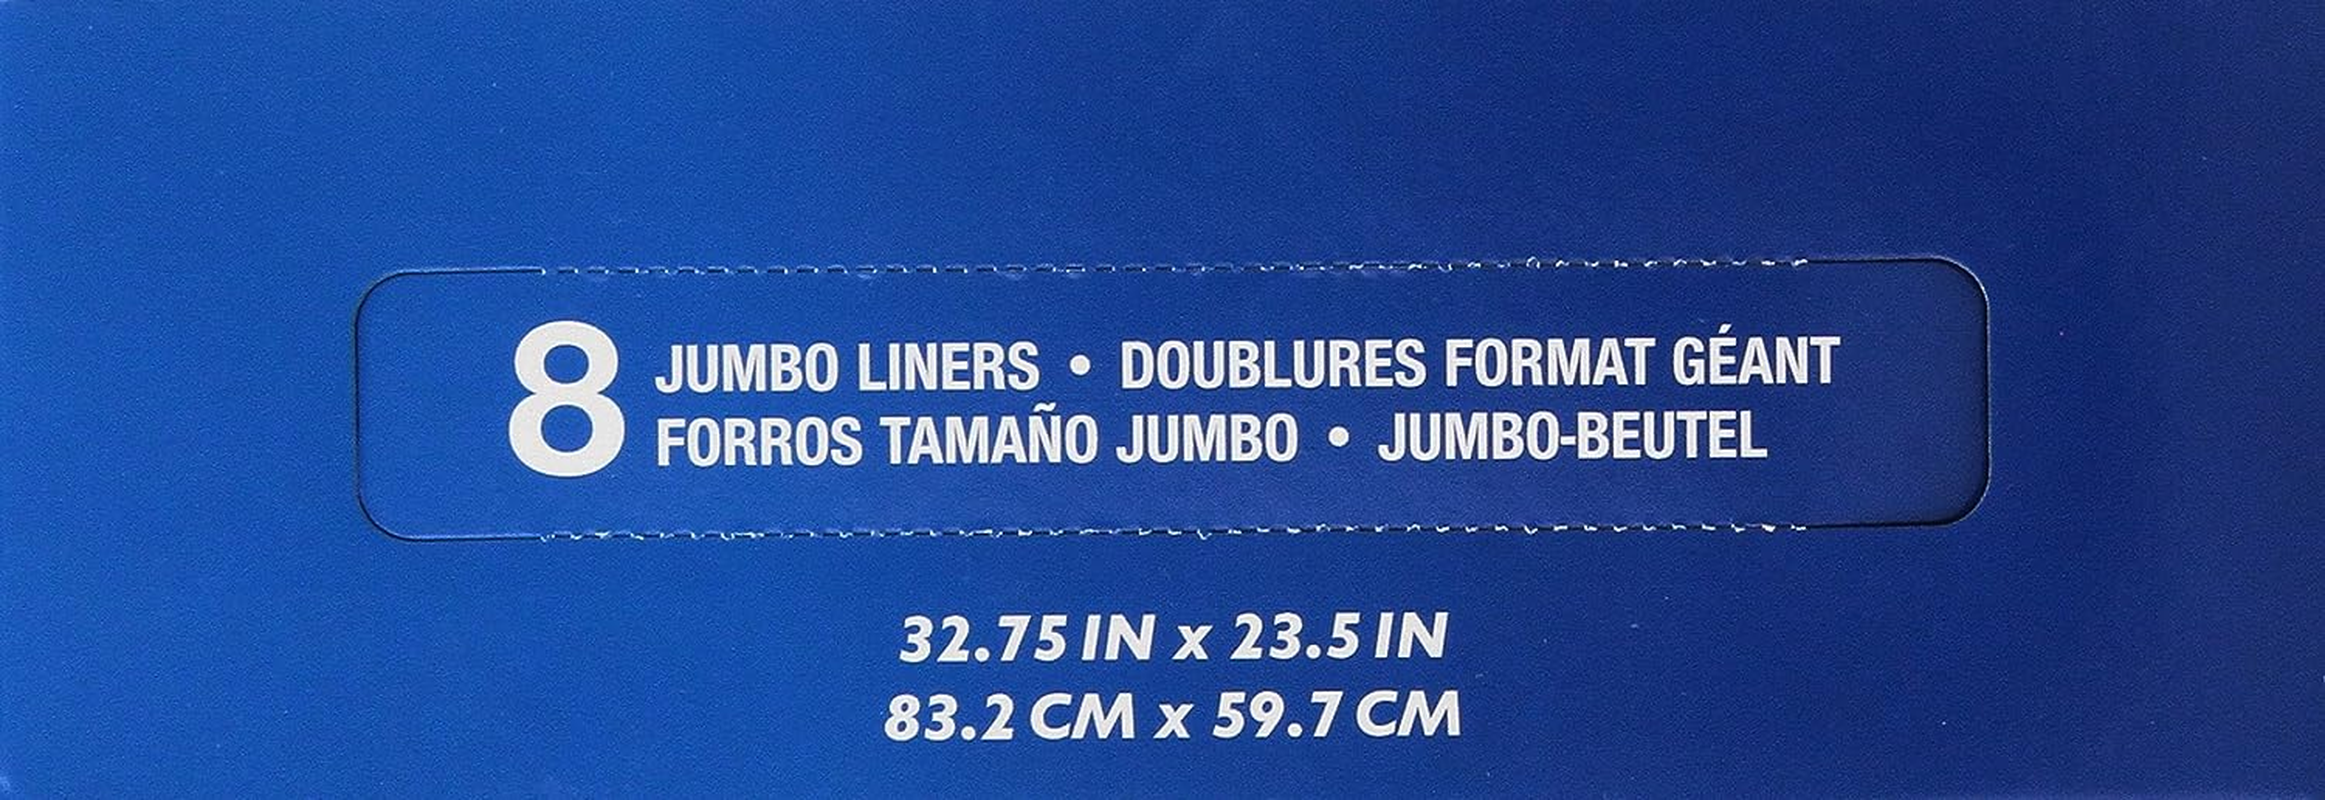 8 JUMBO LINERS • DOUBLURES FORMAT GÉANT
FORROS TAMAÑO JUMBO • JUMBO-BEUTEL
32.75 IN x 23.5 IN
83.2 CM x 59.7 CM